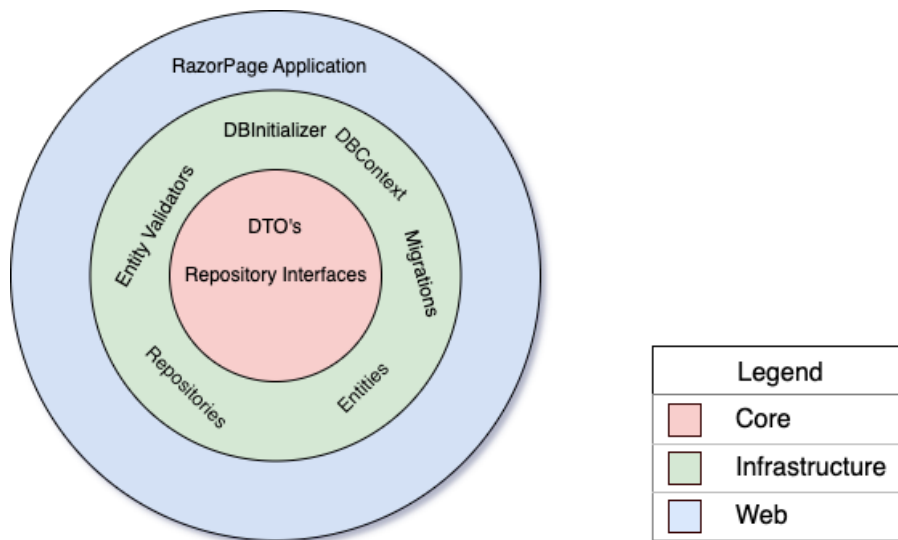 RazorPage Application
DBInitializer
DBContext
Entity Validators
Migrations
Repositories
Entities
DTO's
Repository Interfaces
Legend
Core
Infrastructure
Web